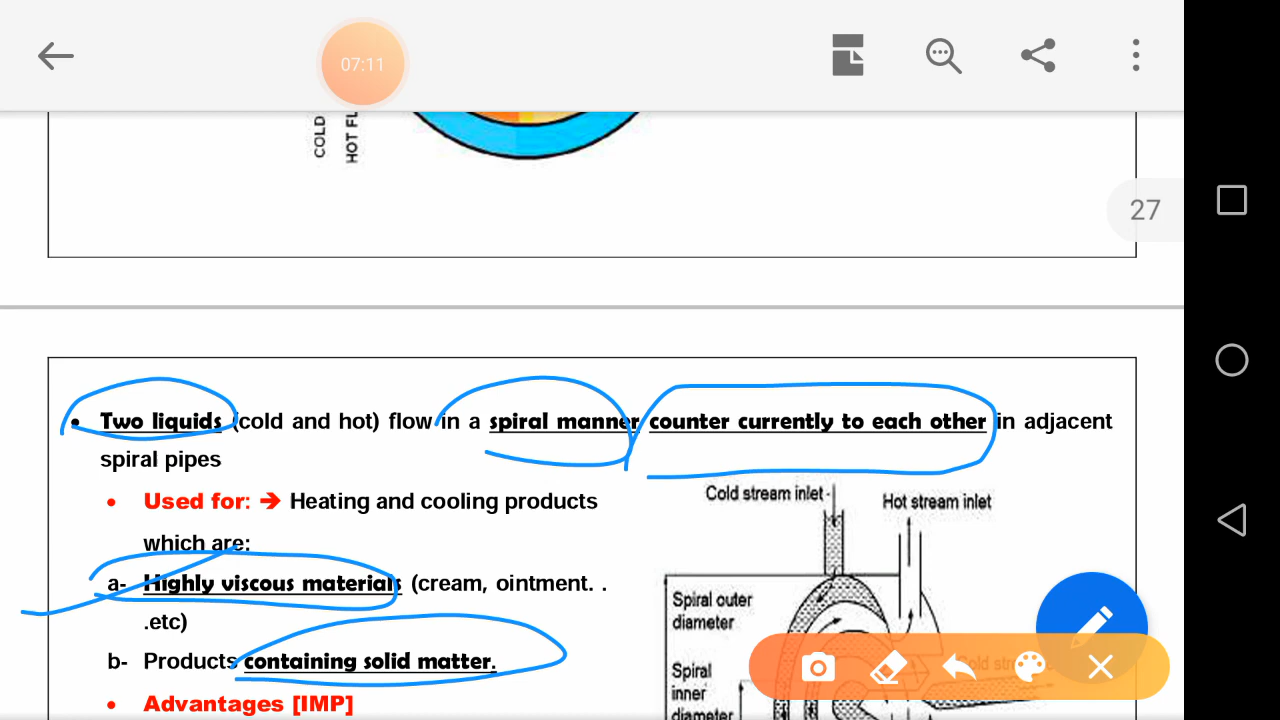 07:11
COLD
HOT FL
27
• Two liquids (cold and hot) flow in a spiral manner counter currently to each other in adjacent
spiral pipes
• Used for: ➔ Heating and cooling products
which are:
a- Highly viscous materials (cream, ointment. .
.etc)
b- Products containing solid matter.
• Advantages [IMP]
Cold stream inlet
Hot stream inlet
Spiral outer
diameter
Spiral
inner
diameter